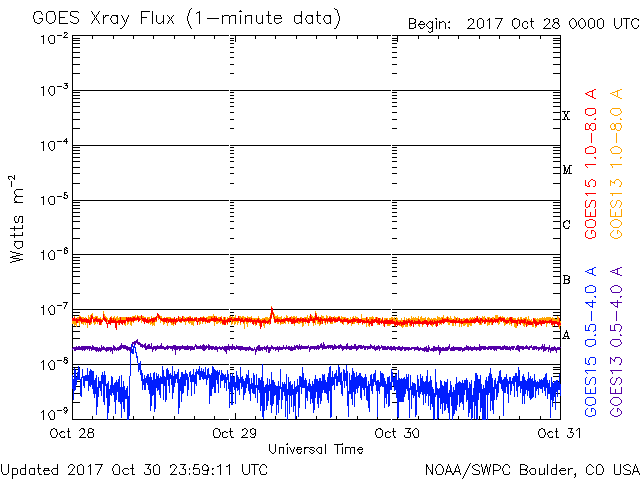 GOES Xray Flux (1-minute data)
Begin: 2017 Oct 28 0000 UTC
10⁻²
10⁻³
10⁻⁴
10⁻⁵
10⁻⁶
10⁻⁷
10⁻⁸
10⁻⁹
Watts m⁻²
X
M
C
B
A
GOES15 1.0-8.0 A
GOES13 1.0-8.0 A
GOES15 0.5-4.0 A
GOES13 0.5-4.0 A
Oct 28 Oct 29 Oct 30 Oct 31
Universal Time
Updated 2017 Oct 30 23:59:11 UTC
NOAA/SWPC Boulder, CO USA